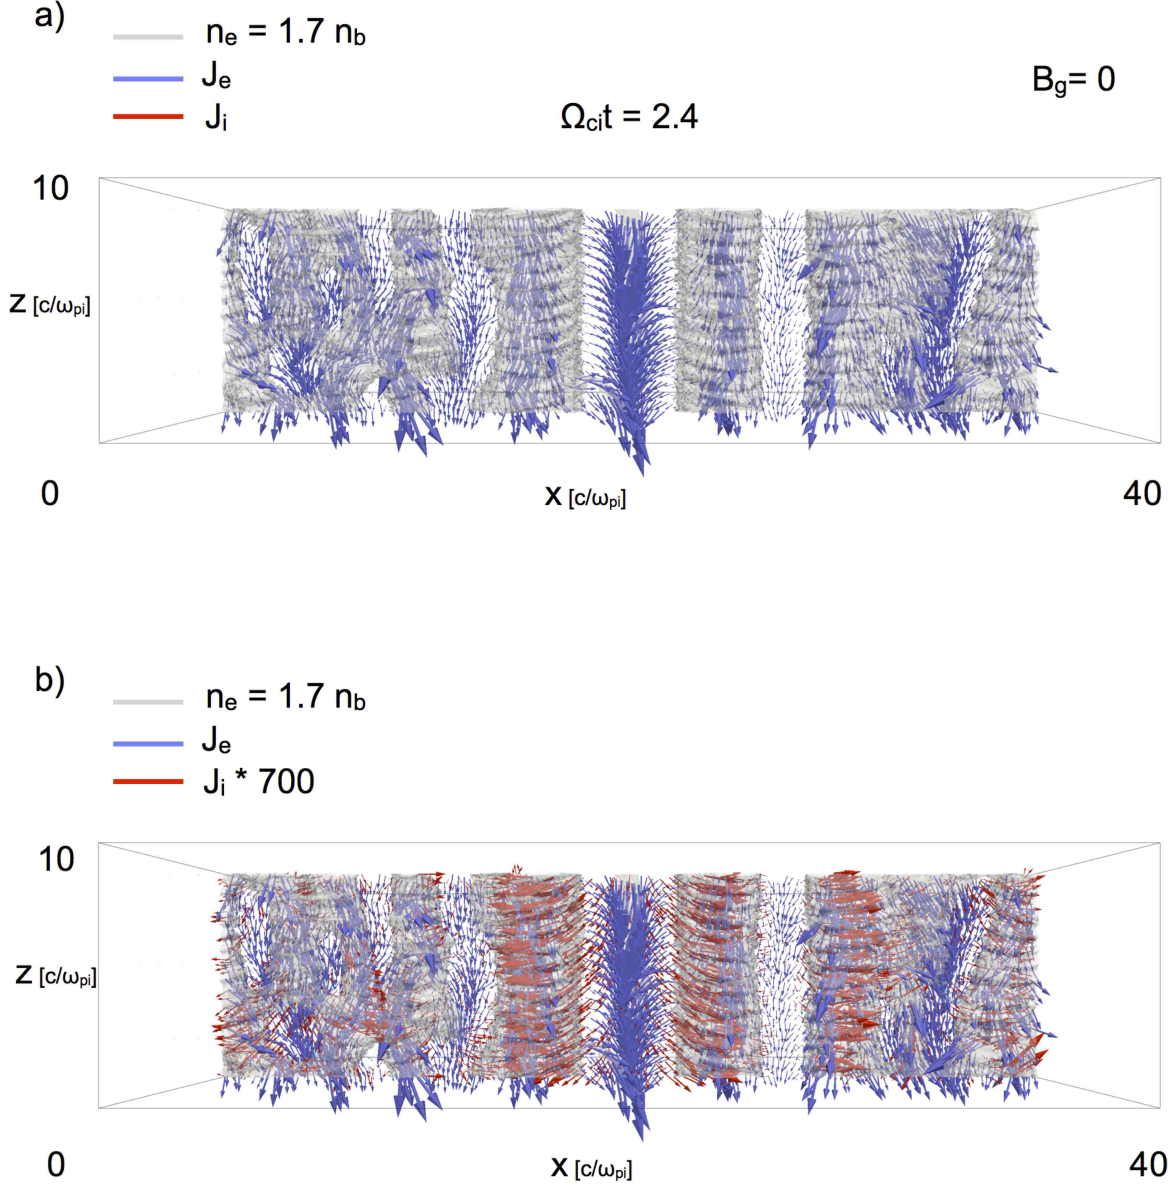 a)
nₑ = 1.7 n_b
Jₑ
Jᵢ
B_g= 0
Ω_cit = 2.4
10
z [c/ω_pi]
0
x [c/ω_pi]
40
b)
nₑ = 1.7 n_b
Jₑ
Jᵢ * 700
10
z [c/ω_pi]
0
x [c/ω_pi]
40